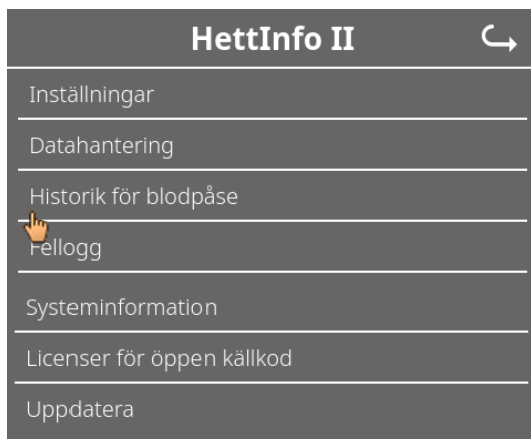 HettInfo II
Inställningar
Datahantering
Historik för blodpåse
Fellogg
Systeminformation
Licenser för öppen källkod
Uppdatera